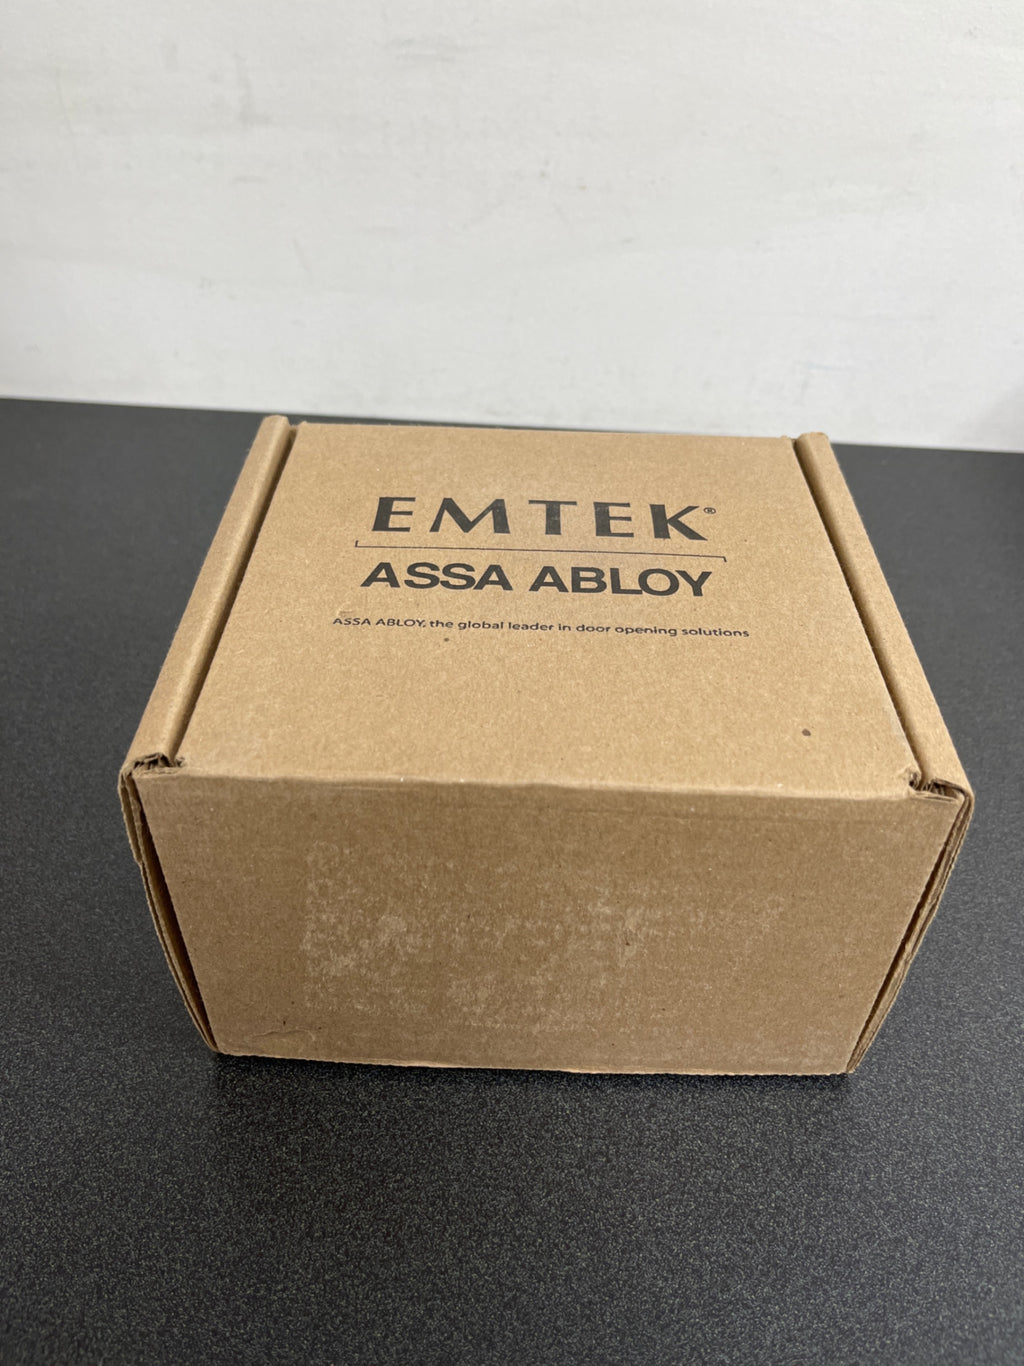 EMTEK®
ASSA ABLOY
ASSA ABLOY, the global leader in door opening solutions